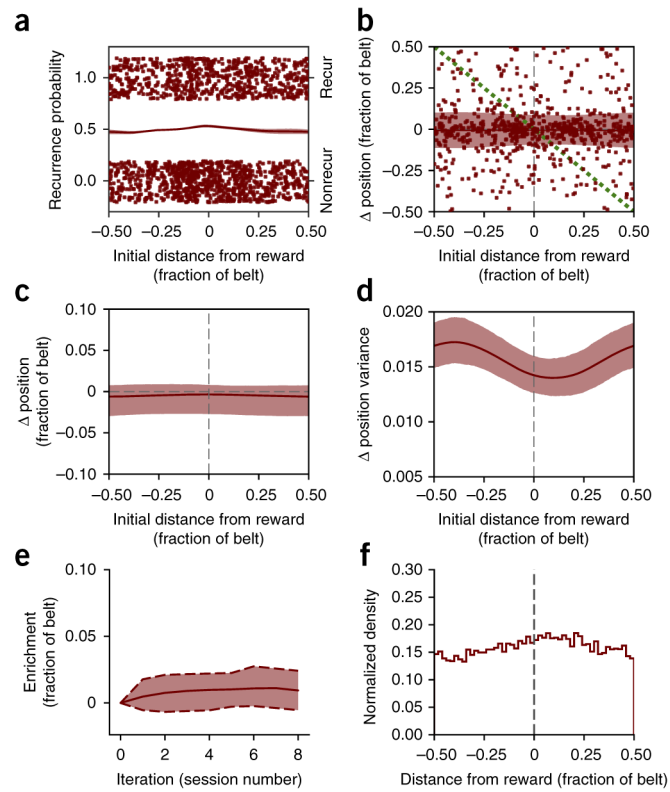 a
Recurrence probability
1.0
0.5
0.0
Recur
Nonrecur
−0.50
−0.25
0
0.25
0.50
Initial distance from reward
(fraction of belt)
b
Δ position (fraction of belt)
0.50
0.25
0
−0.25
−0.50
−0.50
−0.25
0
0.25
0.50
Initial distance from reward
(fraction of belt)
c
Δ position
(fraction of belt)
0.10
0.05
0
−0.05
−0.10
−0.50
−0.25
0
0.25
0.50
Initial distance from reward
(fraction of belt)
d
Δ position variance
0.020
0.015
0.010
0.005
−0.50
−0.25
0
0.25
0.50
Initial distance from reward
(fraction of belt)
e
Enrichment
(fraction of belt)
0.10
0.05
0
0
2
4
6
8
Iteration (session number)
f
Normalized density
0.30
0.25
0.20
0.15
0.10
0.05
0.00
−0.50
−0.25
0
0.25
0.50
Distance from reward (fraction of belt)